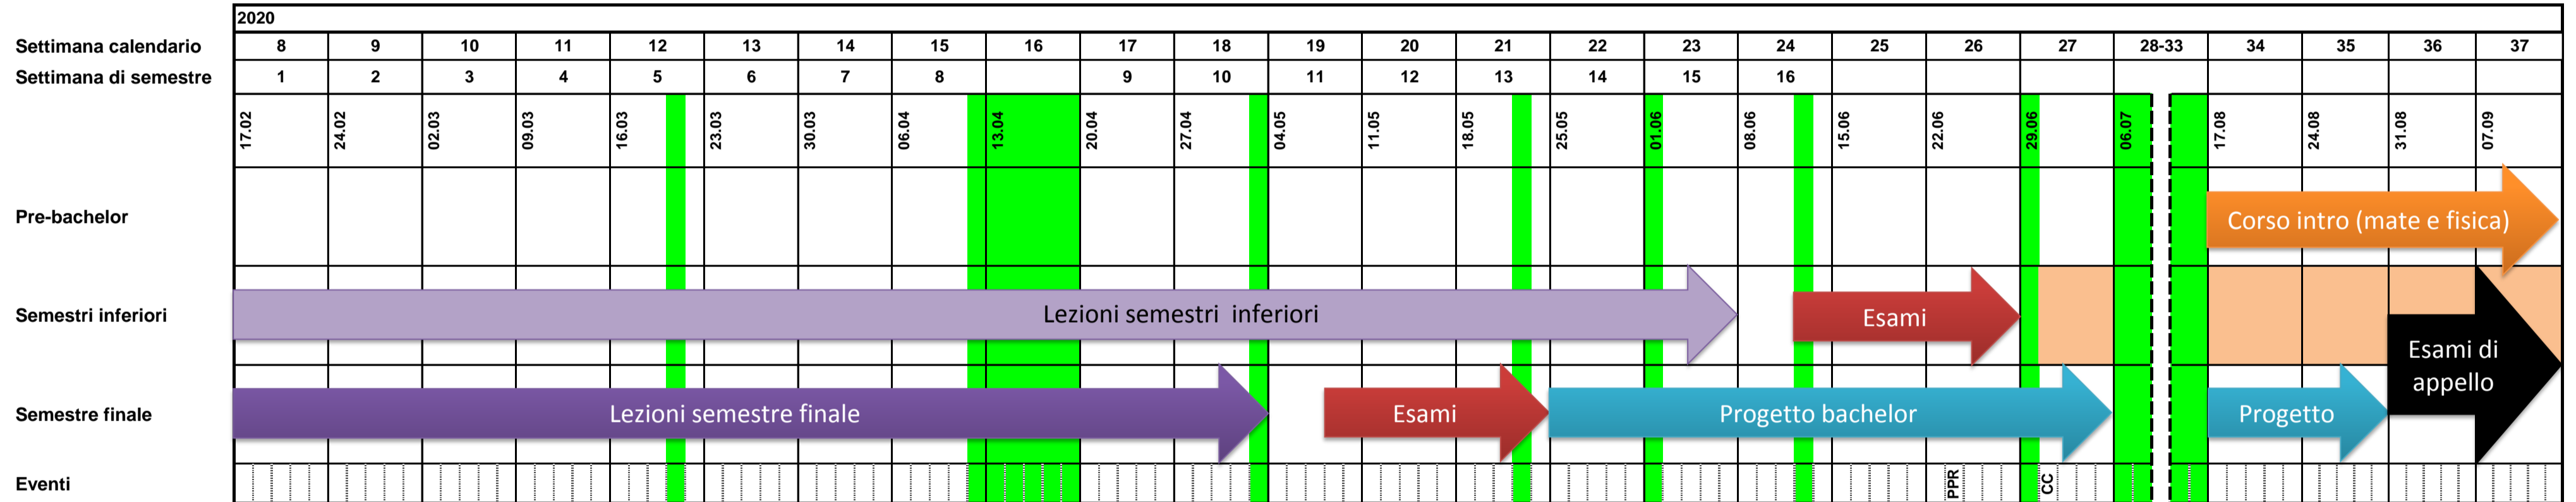 2020
Settimana calendario 8 9 10 11 12 13 14 15 16 17 18 19 20 21 22 23 24 25 26 27 28-33 34 35 36 37
Settimana di semestre 1 2 3 4 5 6 7 8 9 10 11 12 13 14 15 16
17.02 24.02 02.03 09.03 16.03 23.03 30.03 06.04 13.04 20.04 27.04 04.05 11.05 18.05 25.05 01.06 08.06 15.06 22.06 29.06 06.07 17.08 24.08 31.08 07.09
Pre-bachelor Corso intro (mate e fisica)
Semestri inferiori Lezioni semestri inferiori Esami
Esami di
appello
Semestre finale Lezioni semestre finale Esami Progetto bachelor Progetto
Eventi PPR CC